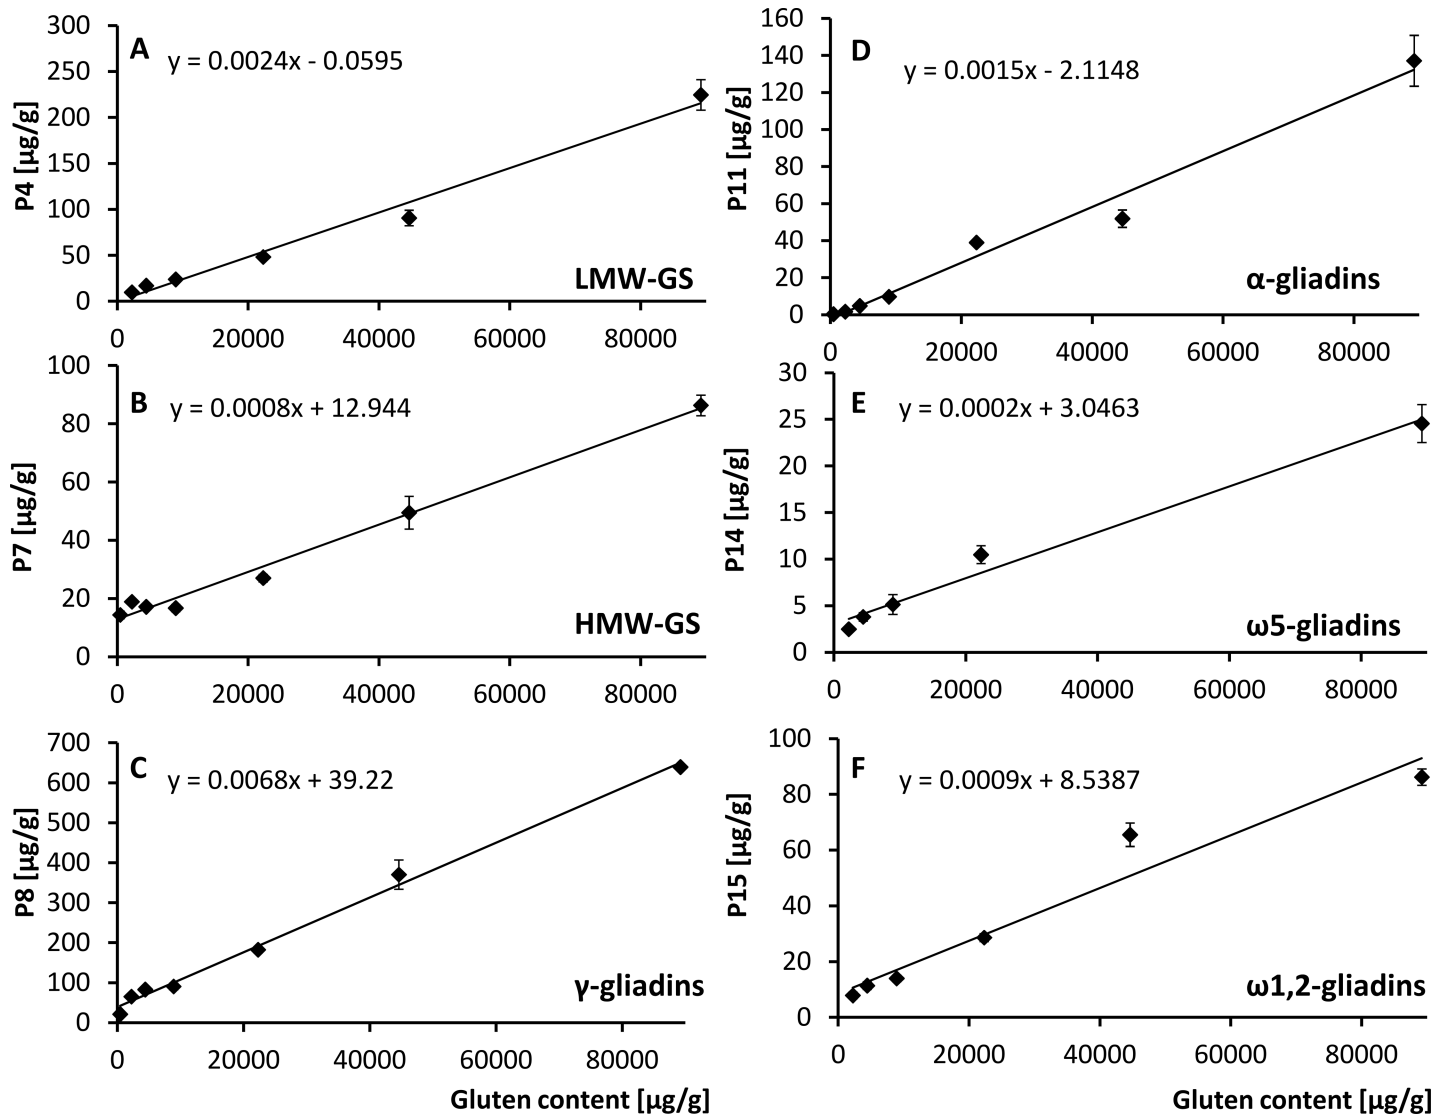 A
y = 0.0024x - 0.0595
P4 [µg/g]
300
250
200
150
100
50
0
LMW-GS
0 20000 40000 60000 80000
D
y = 0.0015x - 2.1148
P11 [µg/g]
160
140
120
100
80
60
40
20
0
α-gliadins
0 20000 40000 60000 80000
B
y = 0.0008x + 12.944
P7 [µg/g]
100
80
60
40
20
0
HMW-GS
0 20000 40000 60000 80000
E
y = 0.0002x + 3.0463
P14 [µg/g]
30
25
20
15
10
5
0
ω5-gliadins
0 20000 40000 60000 80000
C
y = 0.0068x + 39.22
P8 [µg/g]
700
600
500
400
300
200
100
0
γ-gliadins
0 20000 40000 60000 80000
Gluten content [µg/g]
F
y = 0.0009x + 8.5387
P15 [µg/g]
100
80
60
40
20
0
ω1,2-gliadins
0 20000 40000 60000 80000
Gluten content [µg/g]